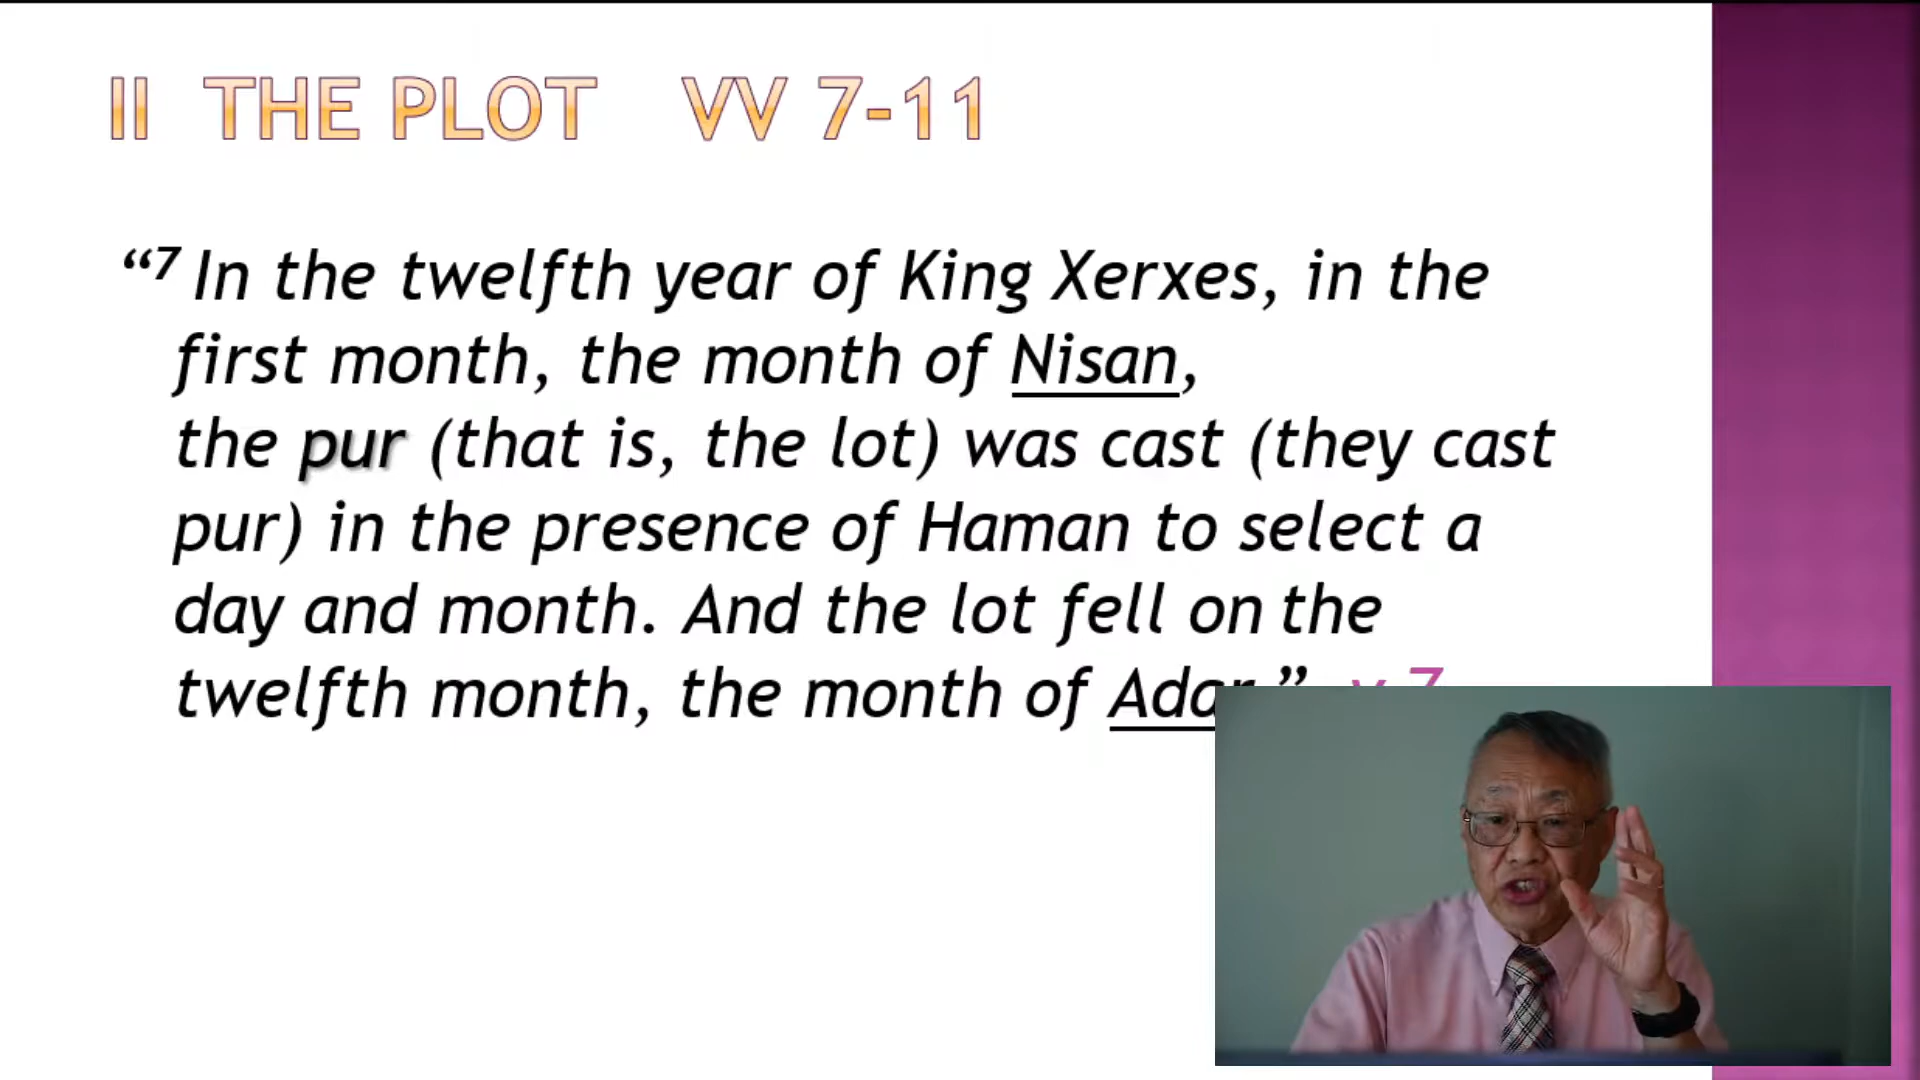 II THE PLOT VV 7-11
“7 In the twelfth year of King Xerxes, in the
first month, the month of Nisan,
the pur (that is, the lot) was cast (they cast
pur) in the presence of Haman to select a
day and month. And the lot fell on the
twelfth month, the month of Adar.” v 7